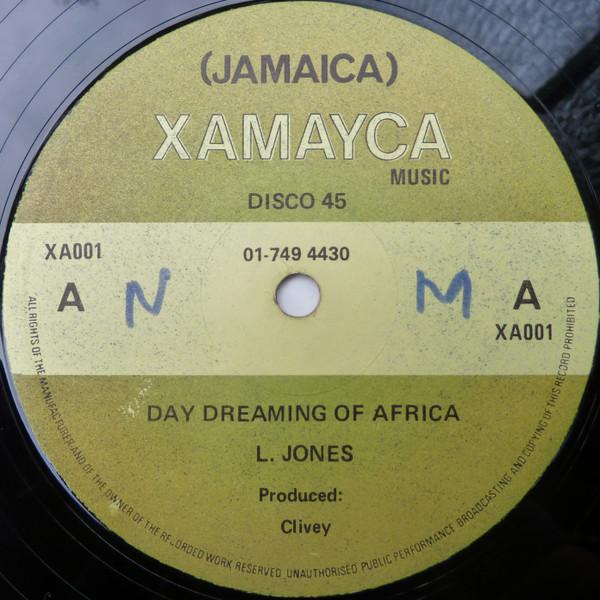 (JAMAICA)
XAMAYCA
MUSIC
DISCO 45
XA001
01-749 4430
A N M A
XA001
DAY DREAMING OF AFRICA
L. JONES
Produced:
Clivey
ALL RIGHTS OF THE MANUFACTURER AND OF THE OWNER OF THE RECORDED WORK RESERVED UNAUTHORISED PUBLIC PERFORMANCE BROADCASTING AND COPYING OF THIS RECORD PROHIBITED